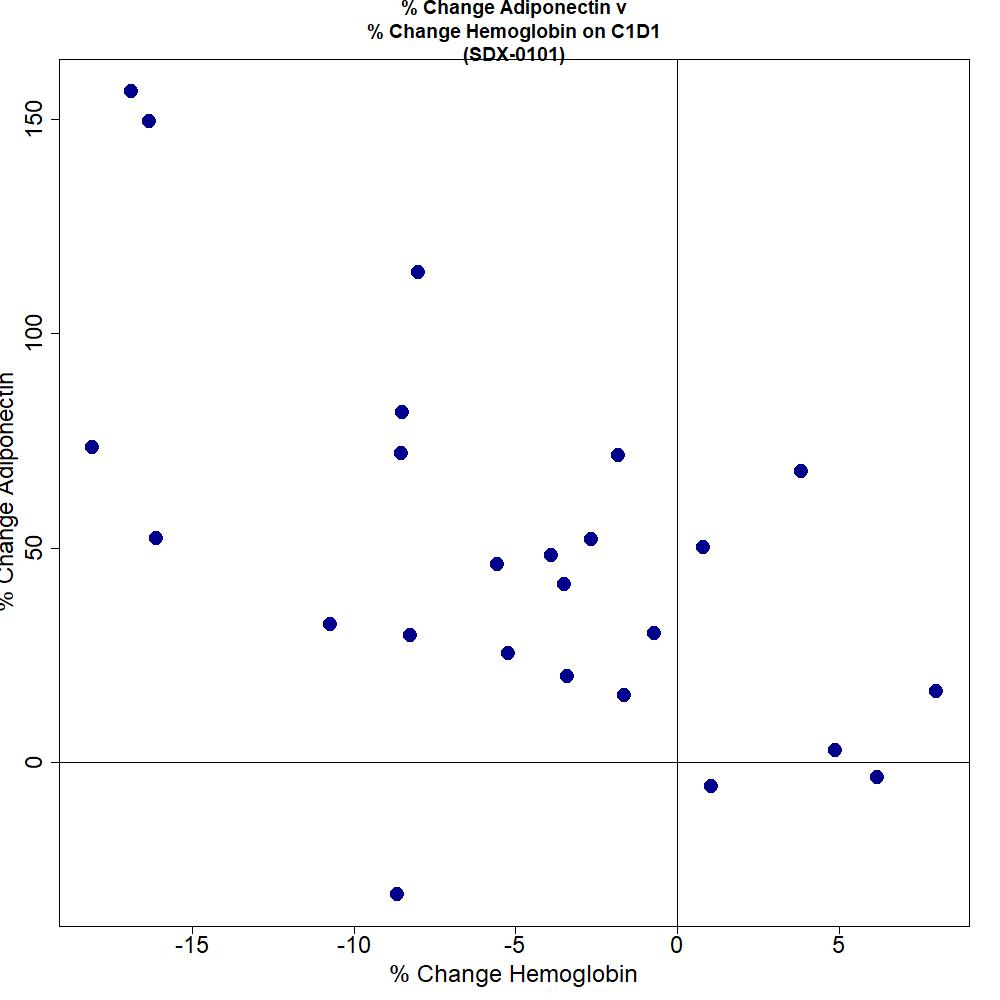 % Change Adiponectin v
% Change Hemoglobin on C1D1
(SDX-0101)
% Change Adiponectin
150
100
50
0
-15 -10 -5 0 5
% Change Hemoglobin